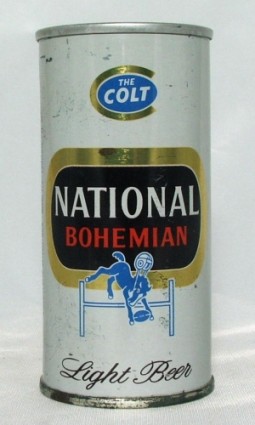 THE
COLT
NATIONAL
BOHEMIAN
Light Beer